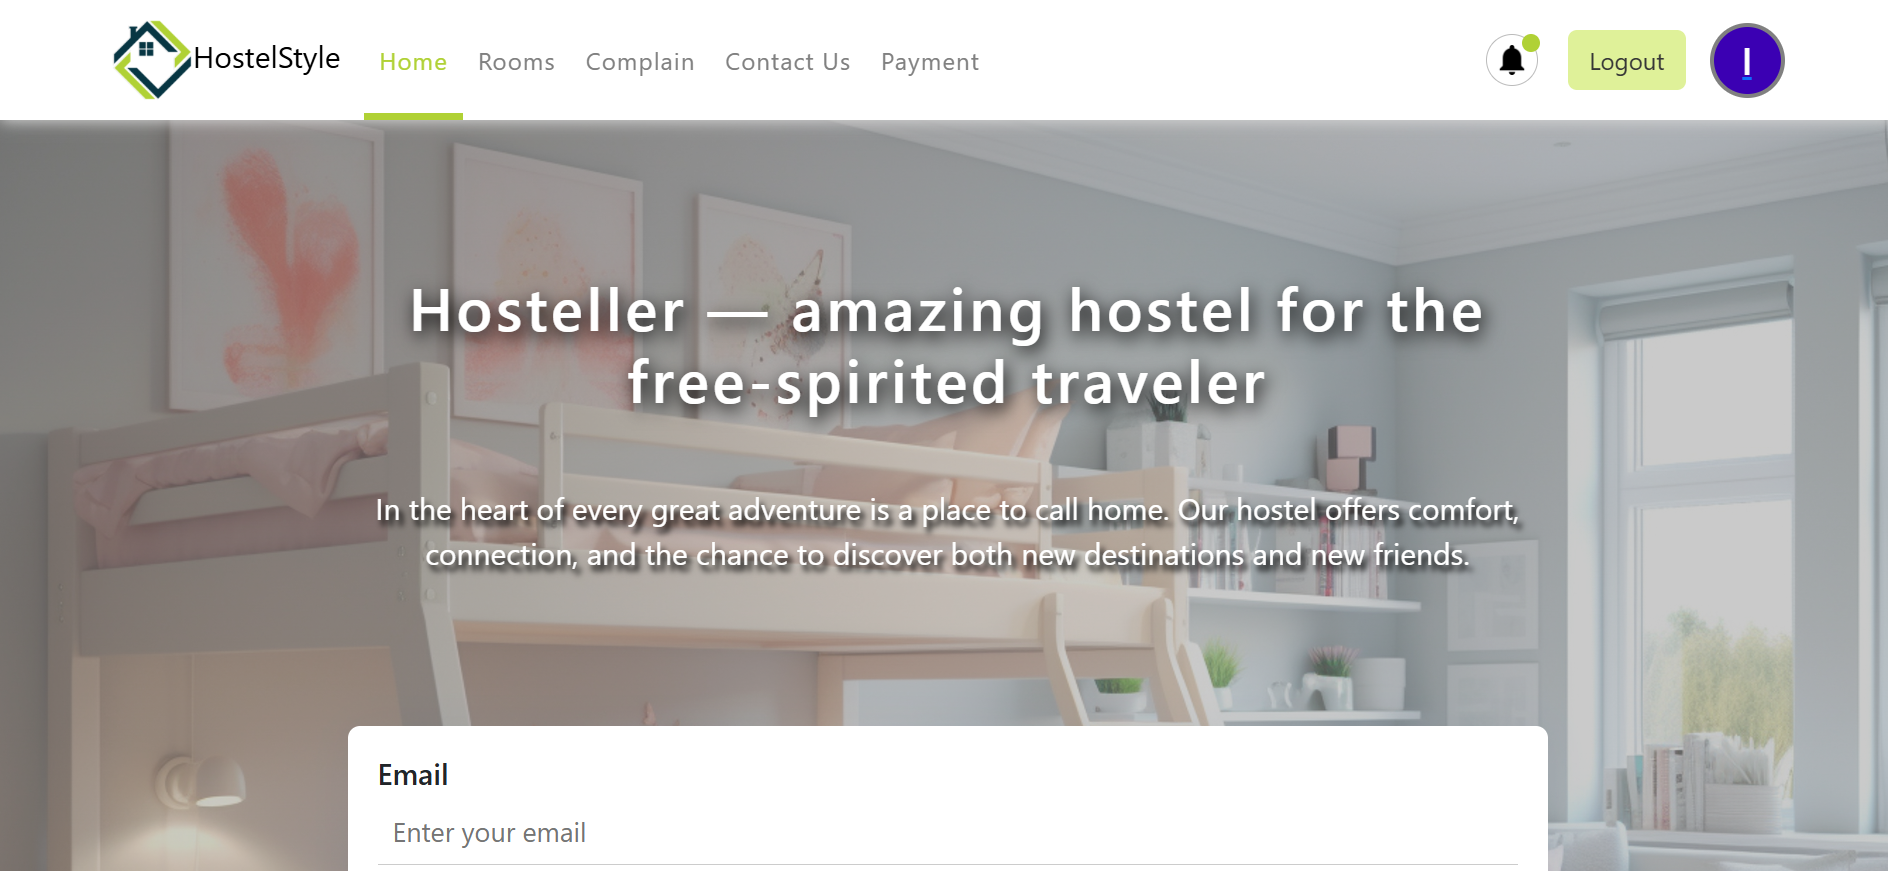 HostelStyle
Home
Rooms
Complain
Contact Us
Payment
Logout
I
Hosteller — amazing hostel for the
free-spirited traveler
In the heart of every great adventure is a place to call home. Our hostel offers comfort,
connection, and the chance to discover both new destinations and new friends.
Email
Enter your email